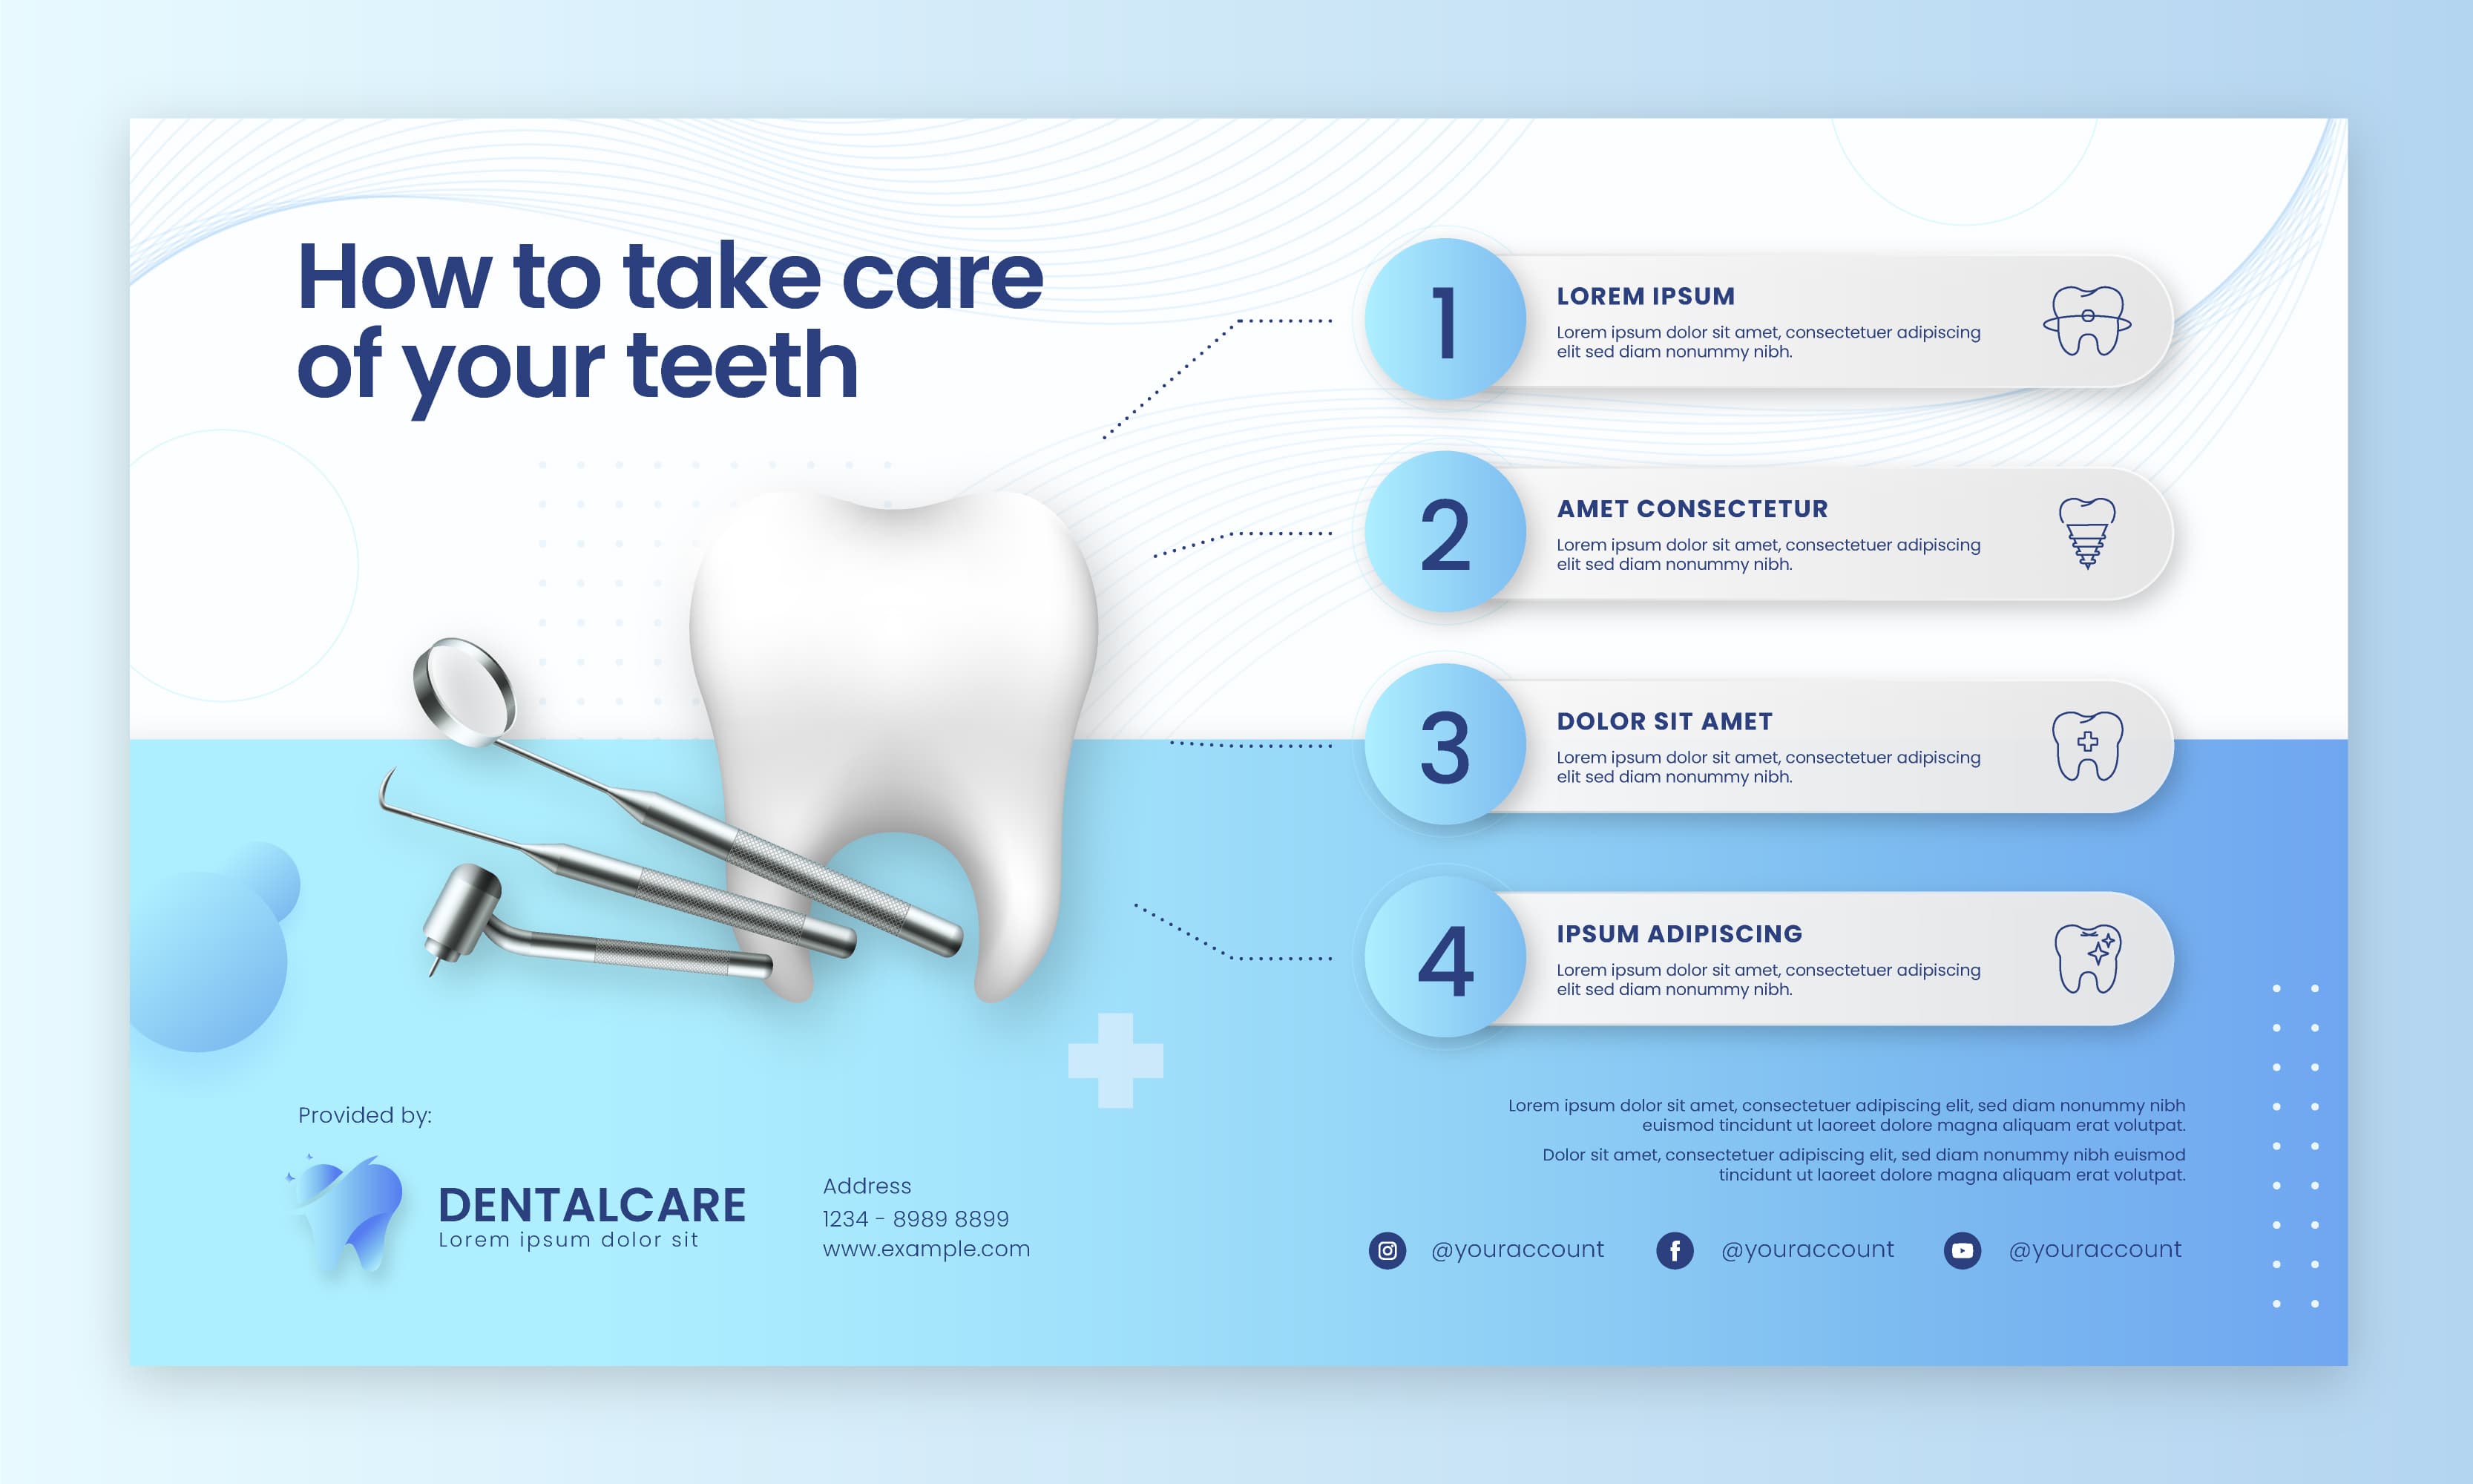 How to take care
of your teeth
1
LOREM IPSUM
Lorem ipsum dolor sit amet, consectetuer adipiscing
elit sed diam nonummy nibh.
2
AMET CONSECTETUR
Lorem ipsum dolor sit amet, consectetuer adipiscing
elit sed diam nonummy nibh.
3
DOLOR SIT AMET
Lorem ipsum dolor sit amet, consectetuer adipiscing
elit sed diam nonummy nibh.
4
IPSUM ADIPISCING
Lorem ipsum dolor sit amet, consectetuer adipiscing
elit sed diam nonummy nibh.
Provided by:
DENTALCARE
Lorem ipsum dolor sit
Address
1234 - 8989 8899
www.example.com
Lorem ipsum dolor sit amet, consectetuer adipiscing elit, sed diam nonummy nibh
euismod tincidunt ut laoreet dolore magna aliquam erat volutpat.
Dolor sit amet, consectetuer adipiscing elit, sed diam nonummy nibh euismod
tincidunt ut laoreet dolore magna aliquam erat volutpat.
@youraccount
@youraccount
@youraccount